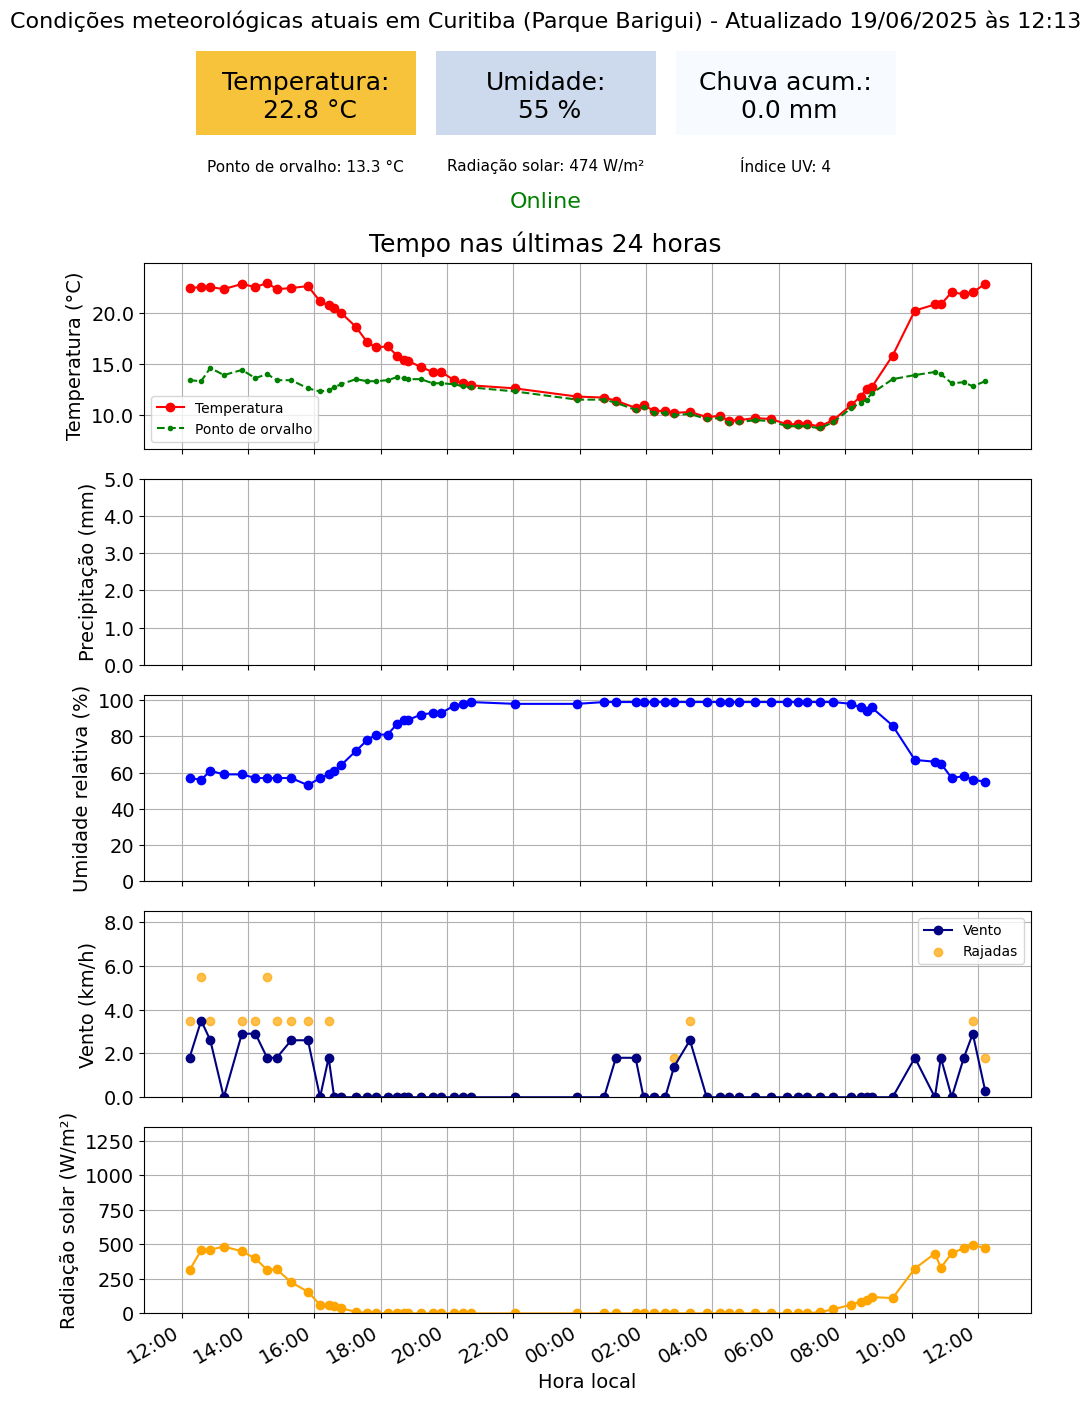 Condições meteorológicas atuais em Curitiba (Parque Barigui) - Atualizado 19/06/2025 às 12:13
Temperatura:
22.8 °C
Umidade:
55 %
Chuva acum.:
0.0 mm
Ponto de orvalho: 13.3 °C
Radiação solar: 474 W/m²
Índice UV: 4
Online
Tempo nas últimas 24 horas
Temperatura (°C)
20.0
15.0
10.0
Temperatura
Ponto de orvalho
Precipitação (mm)
5.0
4.0
3.0
2.0
1.0
0.0
Umidade relativa (%)
100
80
60
40
20
0
Vento (km/h)
8.0
6.0
4.0
2.0
0.0
Vento
Rajadas
Radiação solar (W/m²)
1250
1000
750
500
250
0
12:00
14:00
16:00
18:00
20:00
22:00
00:00
02:00
04:00
06:00
08:00
10:00
12:00
Hora local